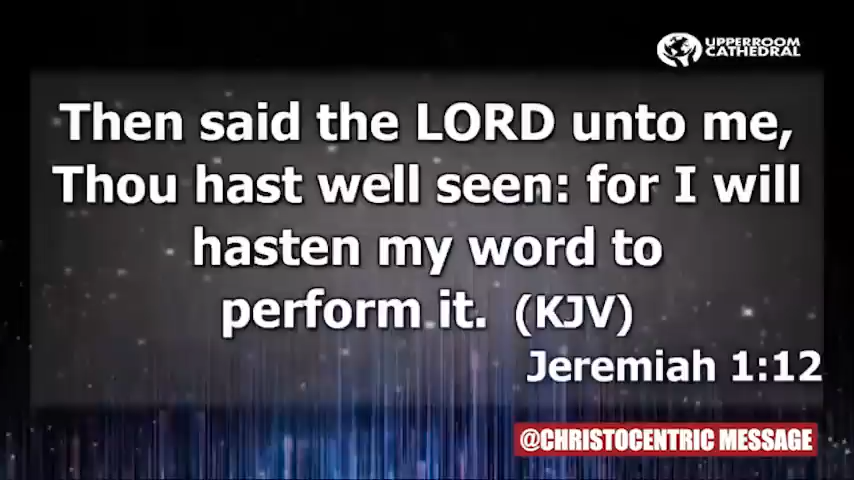 UPPERROOM
CATHEDRAL
Then said the LORD unto me,
Thou hast well seen: for I will
hasten my word to
perform it. (KJV)
Jeremiah 1:12
@CHRISTOCENTRIC MESSAGE